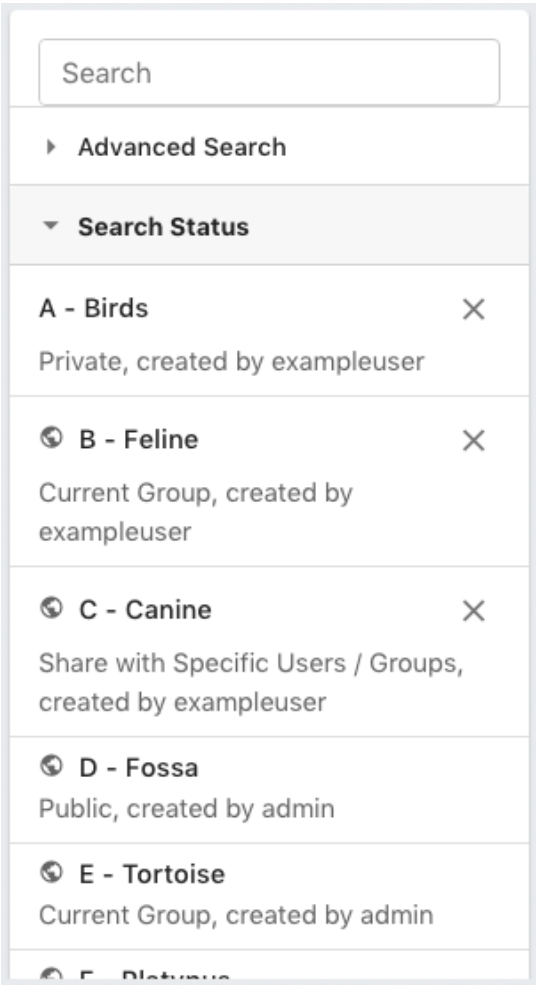 Search
Advanced Search
Search Status
A - Birds
Private, created by exampleuser
B - Feline
Current Group, created by
exampleuser
C - Canine
Share with Specific Users / Groups,
created by exampleuser
D - Fossa
Public, created by admin
E - Tortoise
Current Group, created by admin
F - Platypus